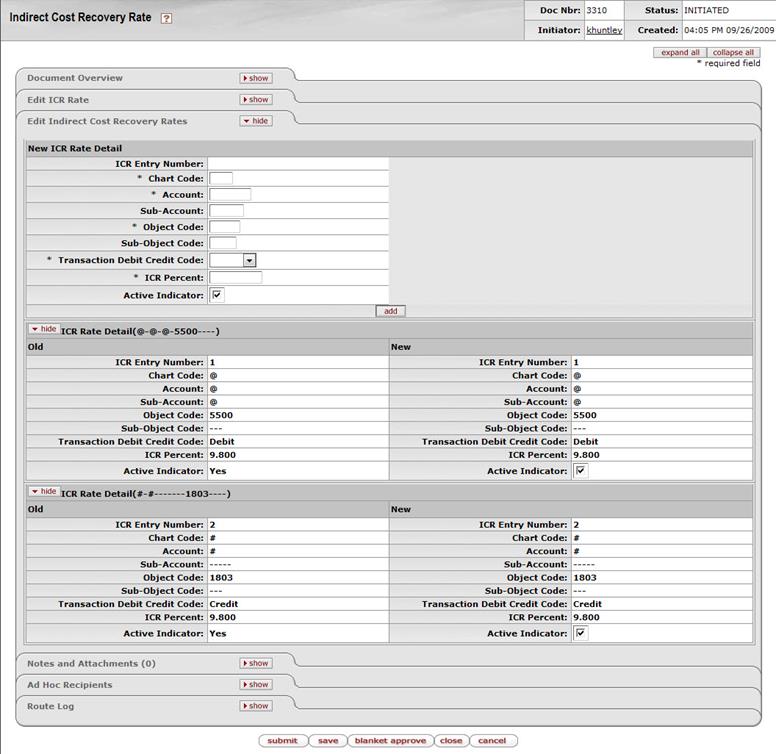 Indirect Cost Recovery Rate ?
Doc Nbr: 3310 Status: INITIATED
Initiator: khuntley Created: 04:05 PM 09/26/2009
expand all collapse all
* required field
Document Overview show
Edit ICR Rate show
Edit Indirect Cost Recovery Rates hide
New ICR Rate Detail
ICR Entry Number:
* Chart Code:
* Account:
Sub-Account:
* Object Code:
Sub-Object Code:
* Transaction Debit Credit Code:
* ICR Percent:
Active Indicator:
add
hide ICR Rate Detail(@-@-@-5500----)
Old New
ICR Entry Number: 1 ICR Entry Number: 1
Chart Code: @ Chart Code: @
Account: @ Account: @
Sub-Account: @ Sub-Account: @
Object Code: 5500 Object Code: 5500
Sub-Object Code: --- Sub-Object Code: ---
Transaction Debit Credit Code: Debit Transaction Debit Credit Code: Debit
ICR Percent: 9.800 ICR Percent: 9.800
Active Indicator: Yes Active Indicator:
hide ICR Rate Detail(#-#-------1803----)
Old New
ICR Entry Number: 2 ICR Entry Number: 2
Chart Code: # Chart Code: #
Account: # Account: #
Sub-Account: ----- Sub-Account: -----
Object Code: 1803 Object Code: 1803
Sub-Object Code: --- Sub-Object Code: ---
Transaction Debit Credit Code: Credit Transaction Debit Credit Code: Credit
ICR Percent: 9.800 ICR Percent: 9.800
Active Indicator: Yes Active Indicator:
Notes and Attachments (0) show
Ad Hoc Recipients show
Route Log show
submit save blanket approve close cancel